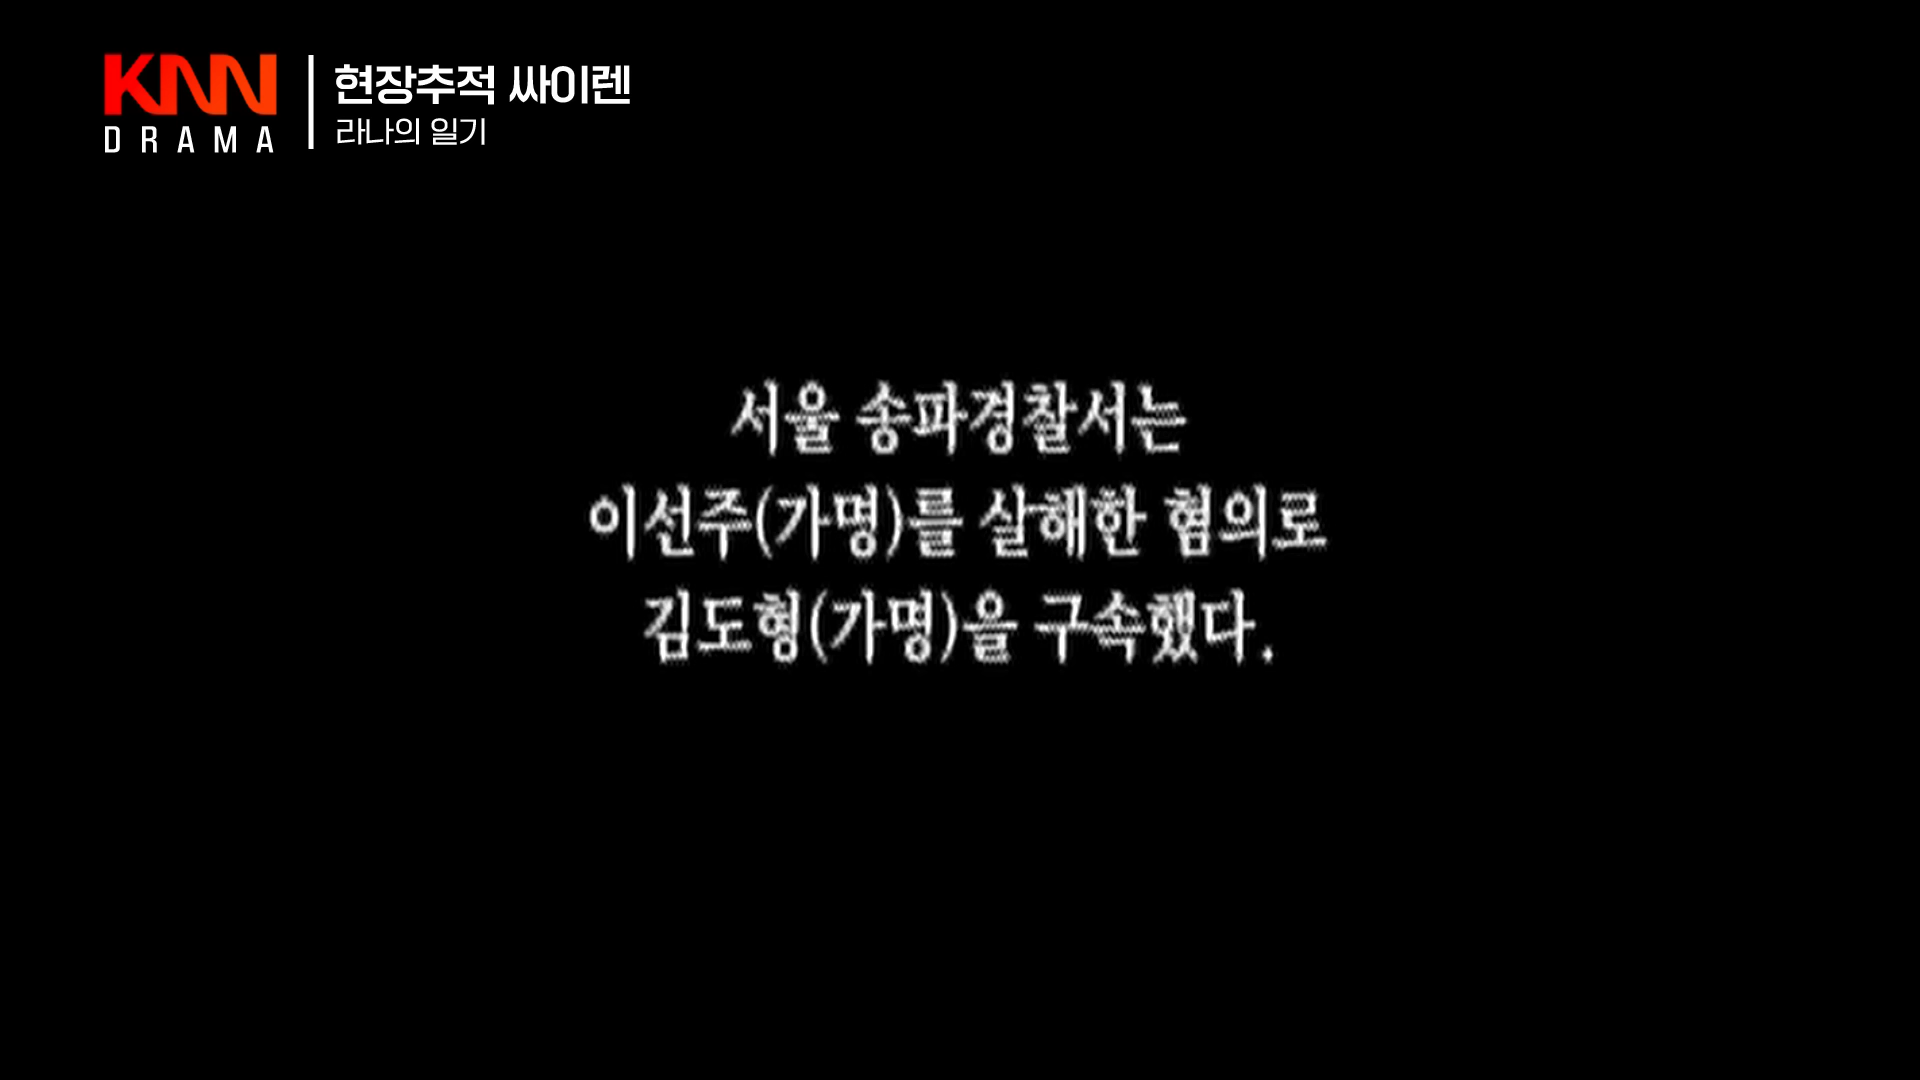 KNN
DRAMA
현장추적 싸이렌
라나의 일기
서울 송파경찰서는
이선주(가명)를 살해한 혐의로
김도형(가명)을 구속했다.